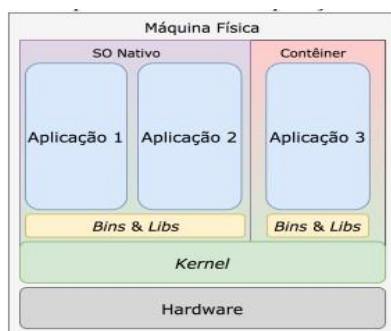 Máquina Física
SO Nativo
Contêiner
Aplicação 1
Aplicação 2
Aplicação 3
Bins & Libs
Bins & Libs
Kernel
Hardware